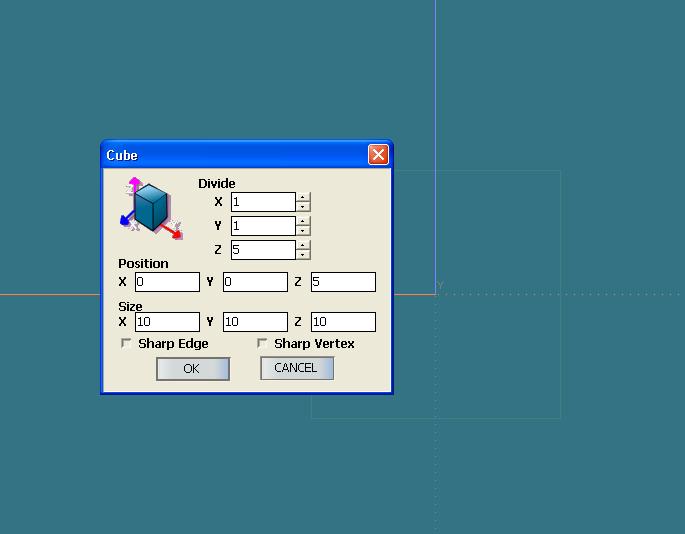 Cube
Divide
X 1
Y 1
Z 5
Position
X 0 Y 0 Z 5
Size
X 10 Y 10 Z 10
Sharp Edge Sharp Vertex
OK CANCEL
Y